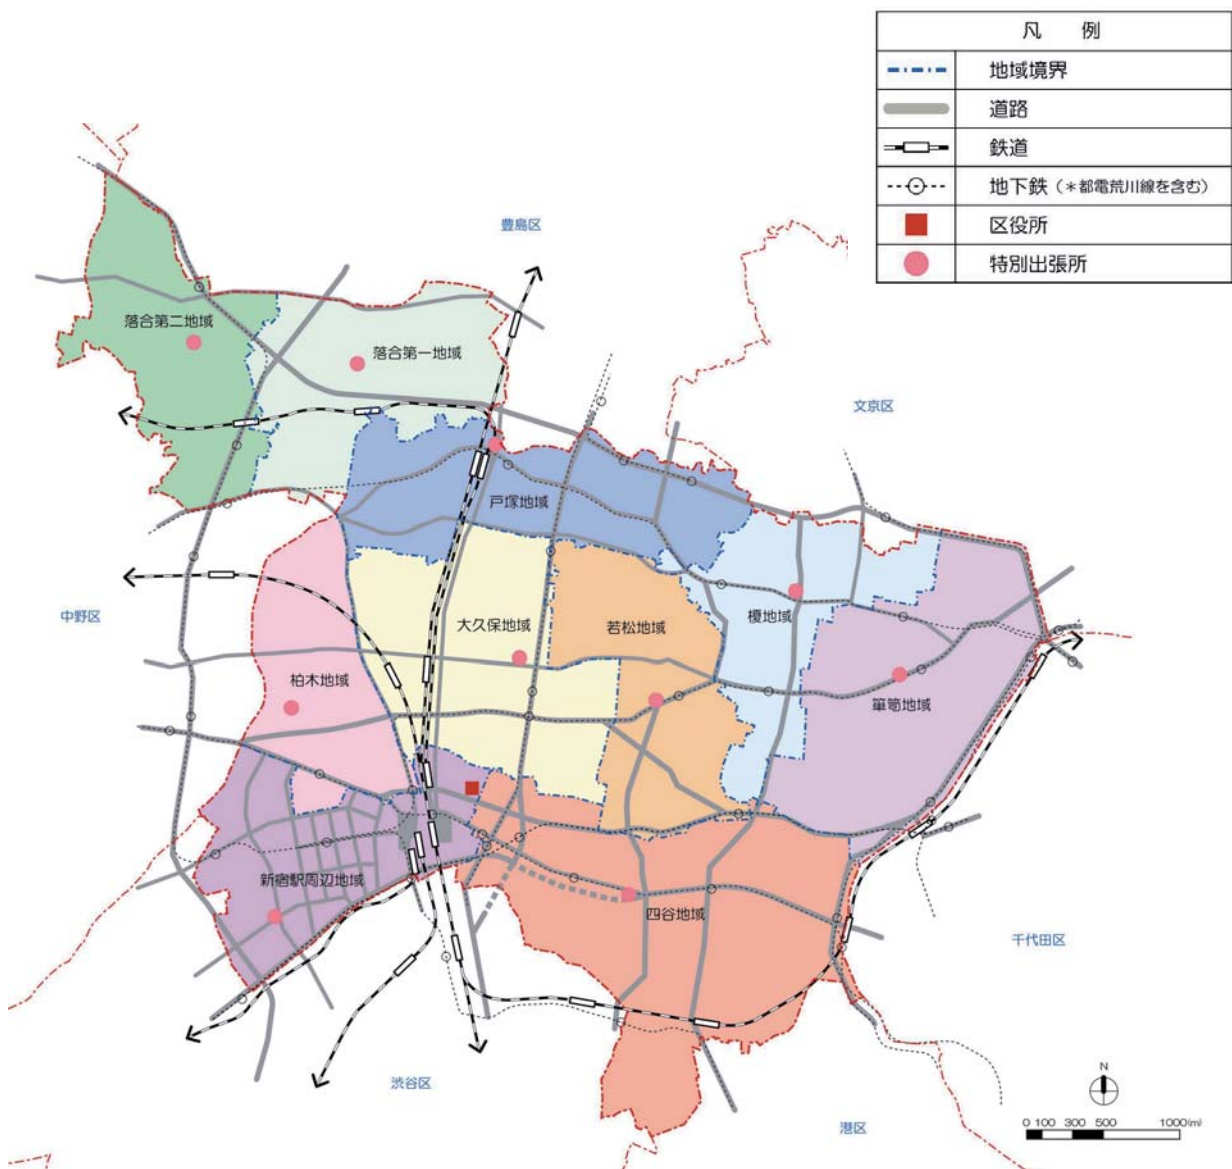 凡 例
地域境界
道路
鉄道
地下鉄（＊都電荒川線を含む）
区役所
特別出張所
豊島区
落合第二地域
落合第一地域
文京区
戸塚地域
中野区
大久保地域
若松地域
榎地域
柏木地域
箪笥地域
新宿駅周辺地域
四谷地域
千代田区
渋谷区
港区
N
0 100 300 500 1000(m)